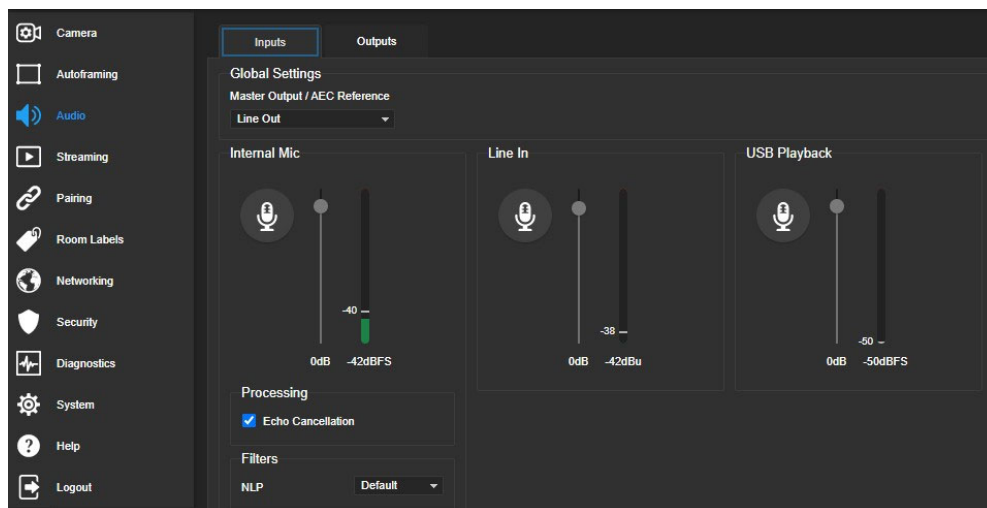 Camera
Autoframing
Audio
Streaming
Pairing
Room Labels
Networking
Security
Diagnostics
System
? Help
Logout
Inputs Outputs
Global Settings
Master Output / AEC Reference
Line Out
Internal Mic
-40
0dB -42dBFS
Processing
Echo Cancellation
Filters
NLP Default
Line In
-38
0dB -42dBu
USB Playback
-50
0dB -50dBFS